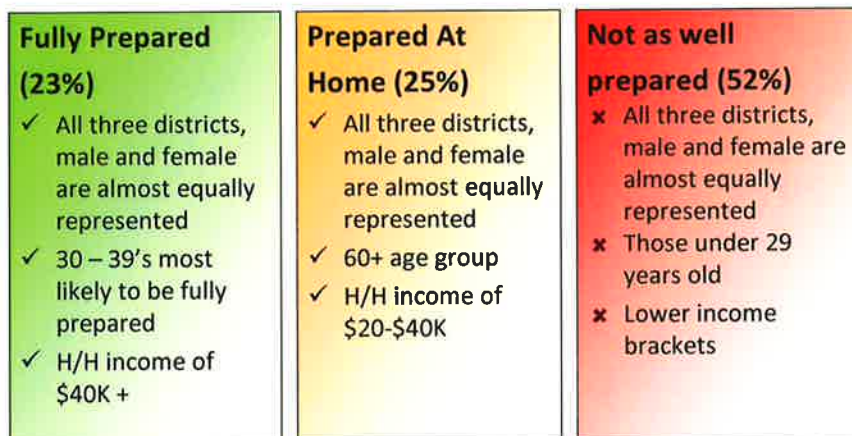 Fully Prepared
(23%)
✓ All three districts,
male and female
are almost equally
represented
✓ 30 – 39's most
likely to be fully
prepared
✓ H/H income of
$40K +
Prepared At
Home (25%)
✓ All three districts,
male and female
are almost equally
represented
✓ 60+ age group
✓ H/H income of
$20-$40K
Not as well
prepared (52%)
✖ All three districts,
male and female are
almost equally
represented
✖ Those under 29
years old
✖ Lower income
brackets